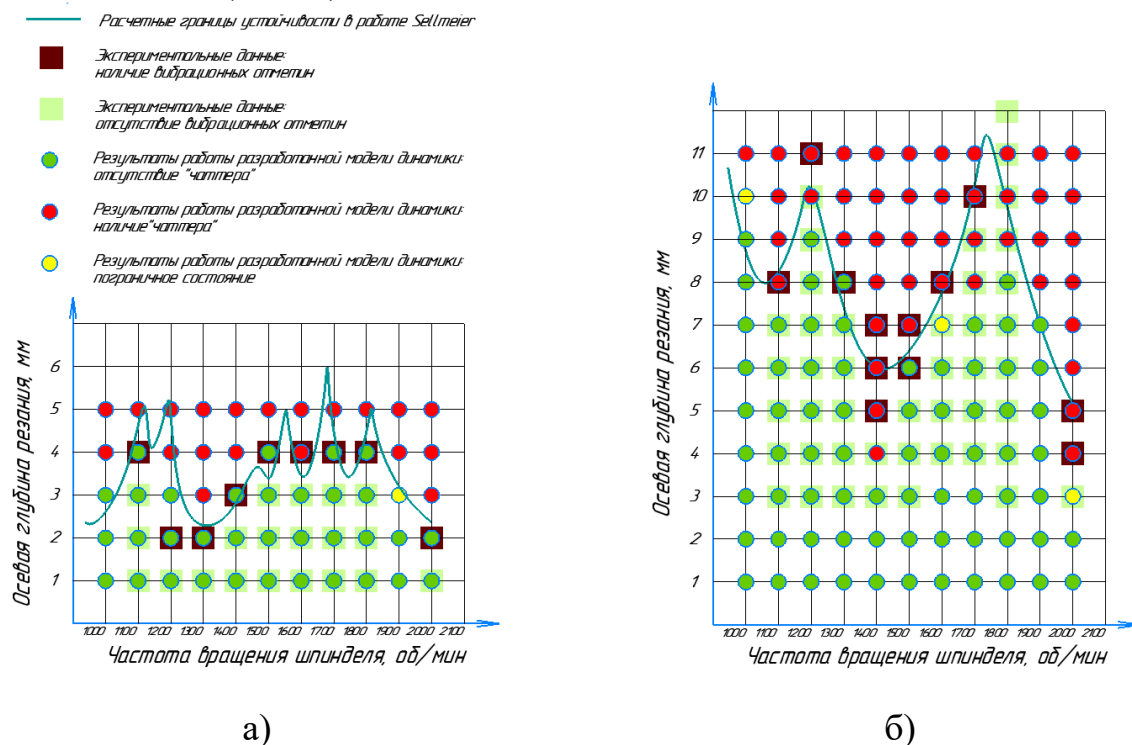 Расчетные границы устойчивости в работе Sellmeier
Экспериментальные данные:
наличие вибрационных отметин
Экспериментальные данные:
отсутствие вибрационных отметин
Результаты работы разработанной модели динамики:
отсутствие "чаттера"
Результаты работы разработанной модели динамики:
наличие"чаттера"
Результаты работы разработанной модели динамики:
пограничное состояние
Осевая глубина резания, мм
6
5
4
3
2
1
1000 1100 1200 1300 1400 1500 1600 1700 1800 1900 2000 2100
Частота вращения шпинделя, об/мин
а)
Осевая глубина резания, мм
11
10
9
8
7
6
5
4
3
2
1
1000 1100 1200 1300 1400 1500 1600 1700 1800 1900 2000 2100
Частота вращения шпинделя, об/мин
б)